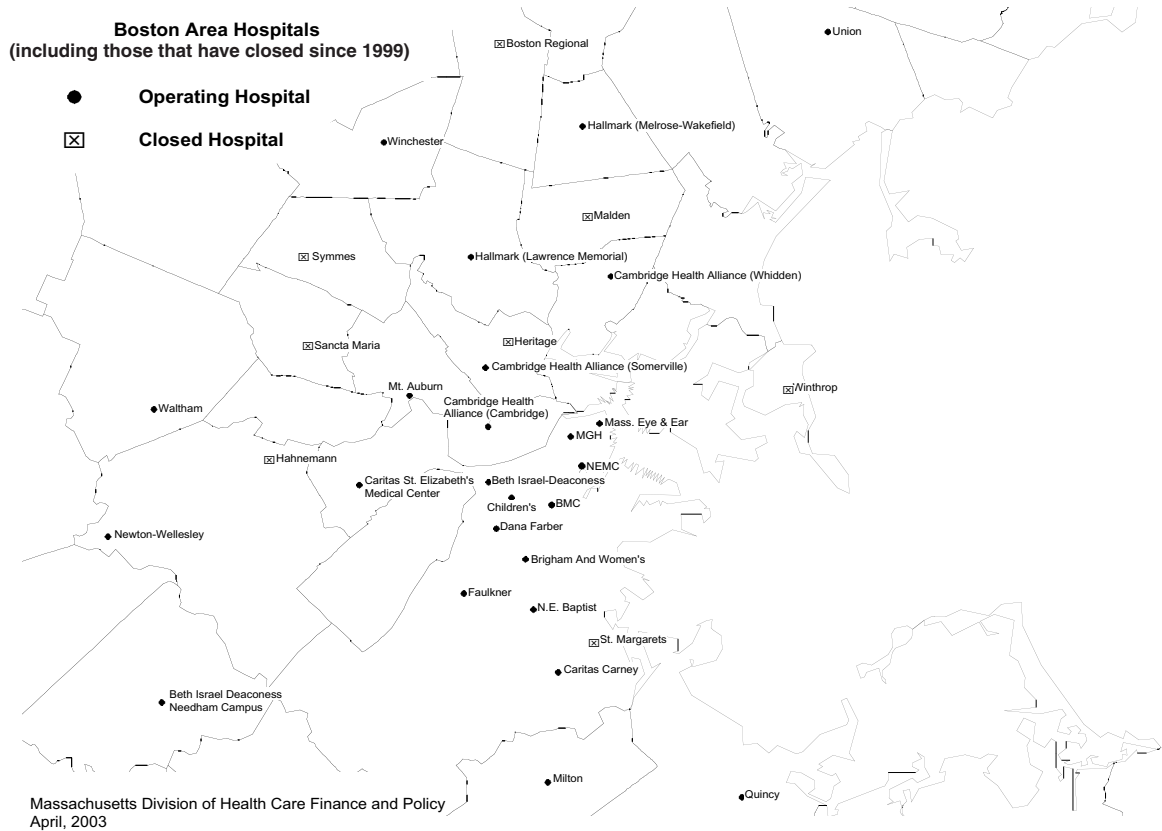 Boston Area Hospitals
(including those that have closed since 1999)
Operating Hospital
Closed Hospital
Boston Regional
Union
Hallmark (Melrose-Wakefield)
Winchester
Malden
Symmes
Hallmark (Lawrence Memorial)
Cambridge Health Alliance (Whidden)
Heritage
Sancta Maria
Cambridge Health Alliance (Somerville)
Mt. Auburn
Winthrop
Cambridge Health
Alliance (Cambridge)
Waltham
Mass. Eye & Ear
MGH
Hahnemann
NEMC
Caritas St. Elizabeth's
Medical Center
Beth Israel-Deaconess
Children's
BMC
Dana Farber
Newton-Wellesley
Brigham And Women's
Faulkner
N.E. Baptist
St. Margarets
Caritas Carney
Beth Israel Deaconess
Needham Campus
Milton
Quincy
Massachusetts Division of Health Care Finance and Policy
April, 2003